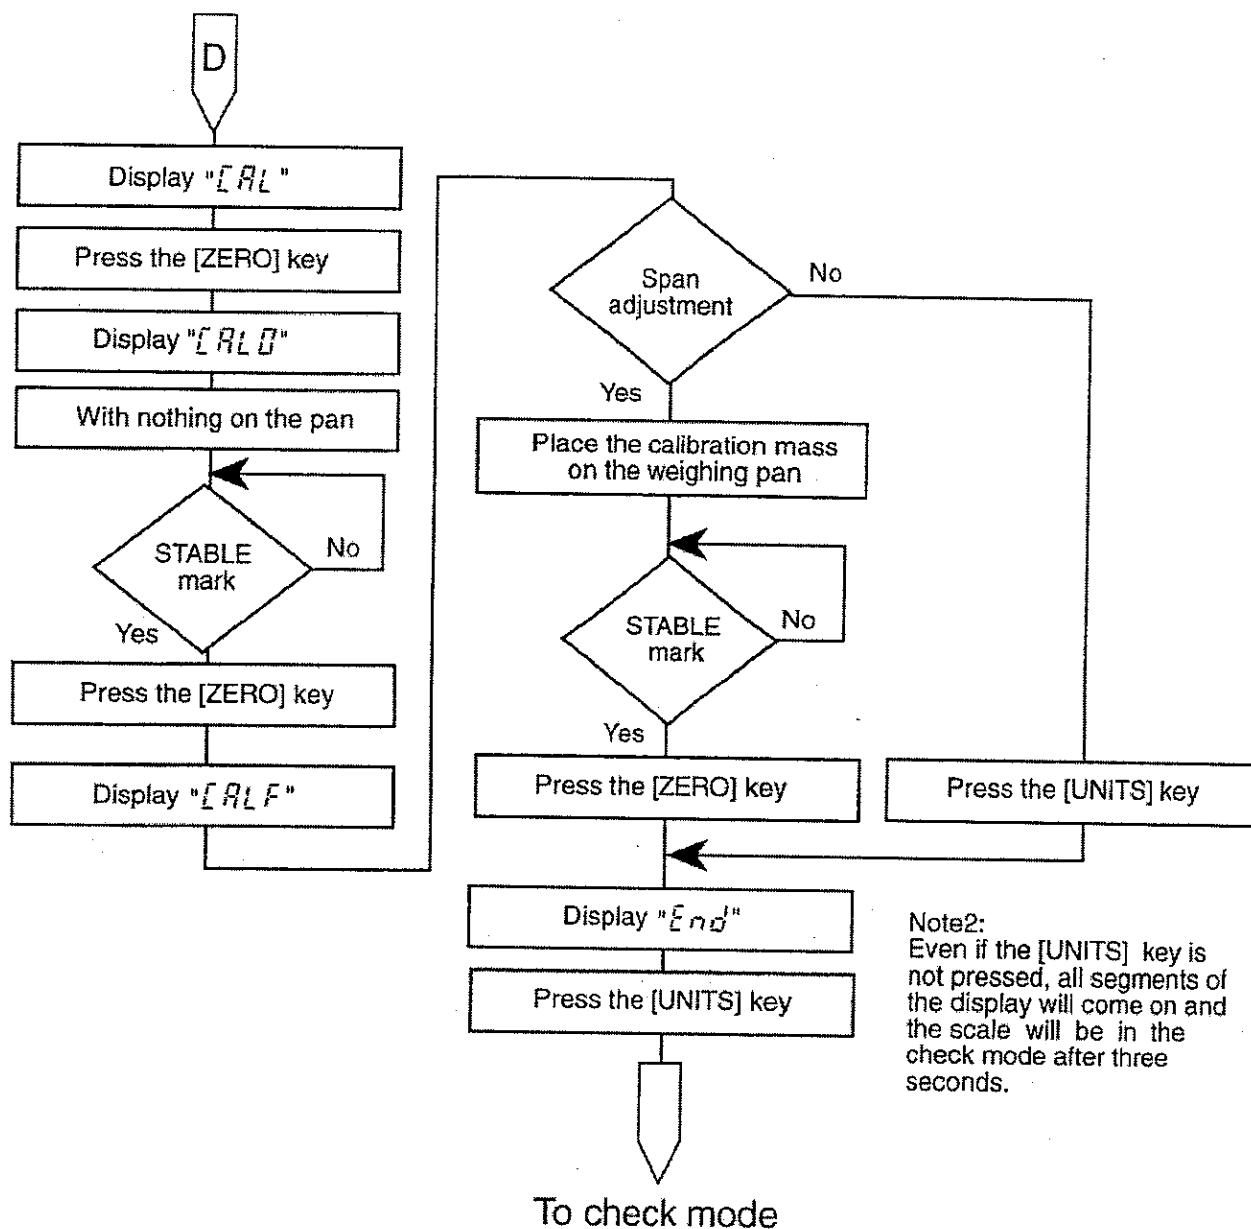 D
Display "CAL"
Press the [ZERO] key
Display "CAL0"
With nothing on the pan
STABLE
mark
No
Yes
Press the [ZERO] key
Display "CALF"
Span
adjustment
No
Yes
Place the calibration mass
on the weighing pan
STABLE
mark
No
Yes
Press the [ZERO] key
Press the [UNITS] key
Display "End"
Press the [UNITS] key
Note2:
Even if the [UNITS] key is
not pressed, all segments of
the display will come on and
the scale will be in the
check mode after three
seconds.
To check mode